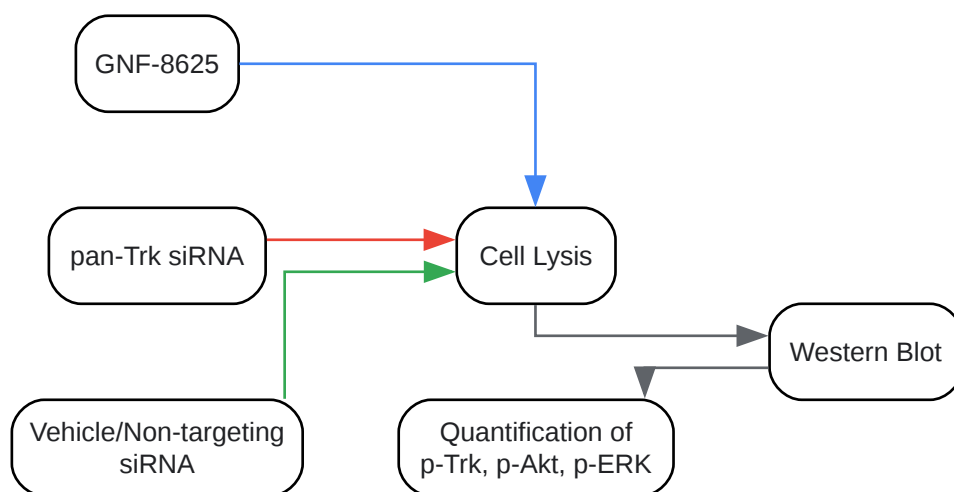 GNF-8625
pan-Trk siRNA
Cell Lysis
Western Blot
Vehicle/Non-targeting
siRNA
Quantification of
p-Trk, p-Akt, p-ERK